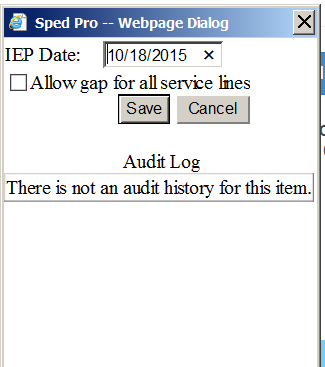 Sped Pro -- Webpage Dialog
IEP Date: 10/18/2015
Allow gap for all service lines
Save Cancel
Audit Log
There is not an audit history for this item.